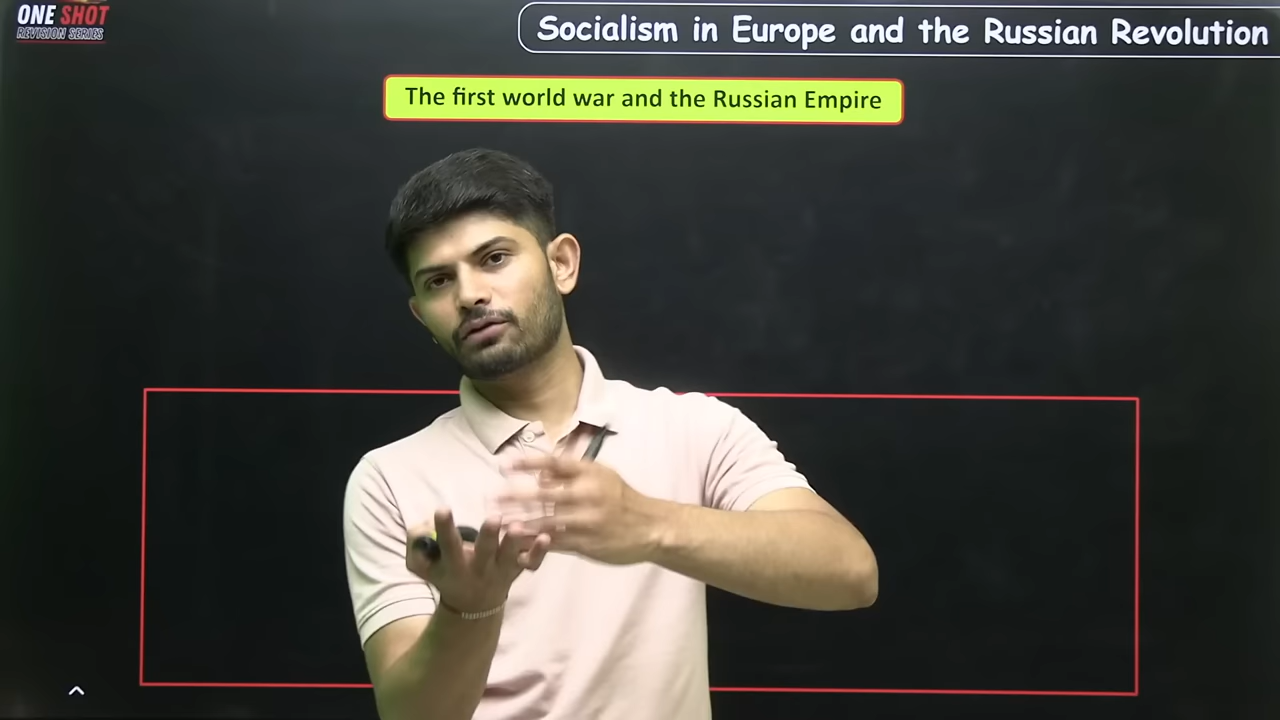 ONE SHOT
REVISION SERIES
Socialism in Europe and the Russian Revolution
The first world war and the Russian Empire